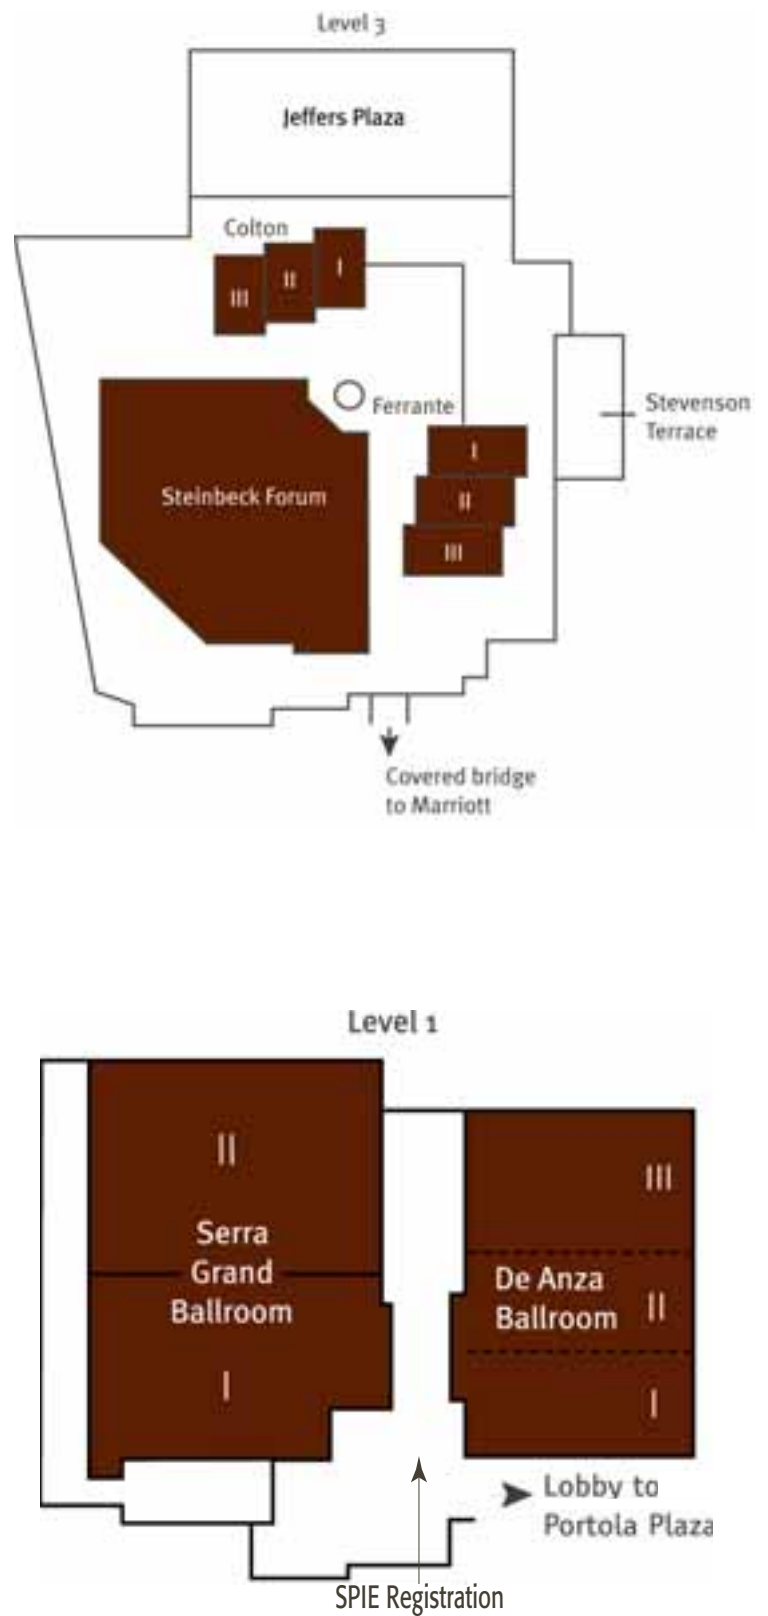 Level 3
Jeffers Plaza
Colton
I
II
III
Ferrante
Stevenson
Terrace
I
Steinbeck Forum
II
III
Covered bridge
to Marriott
Level 1
II
III
Serra
Grand
Ballroom
De Anza
Ballroom
II
I
I
Lobby to
Portola Plaza
SPIE Registration